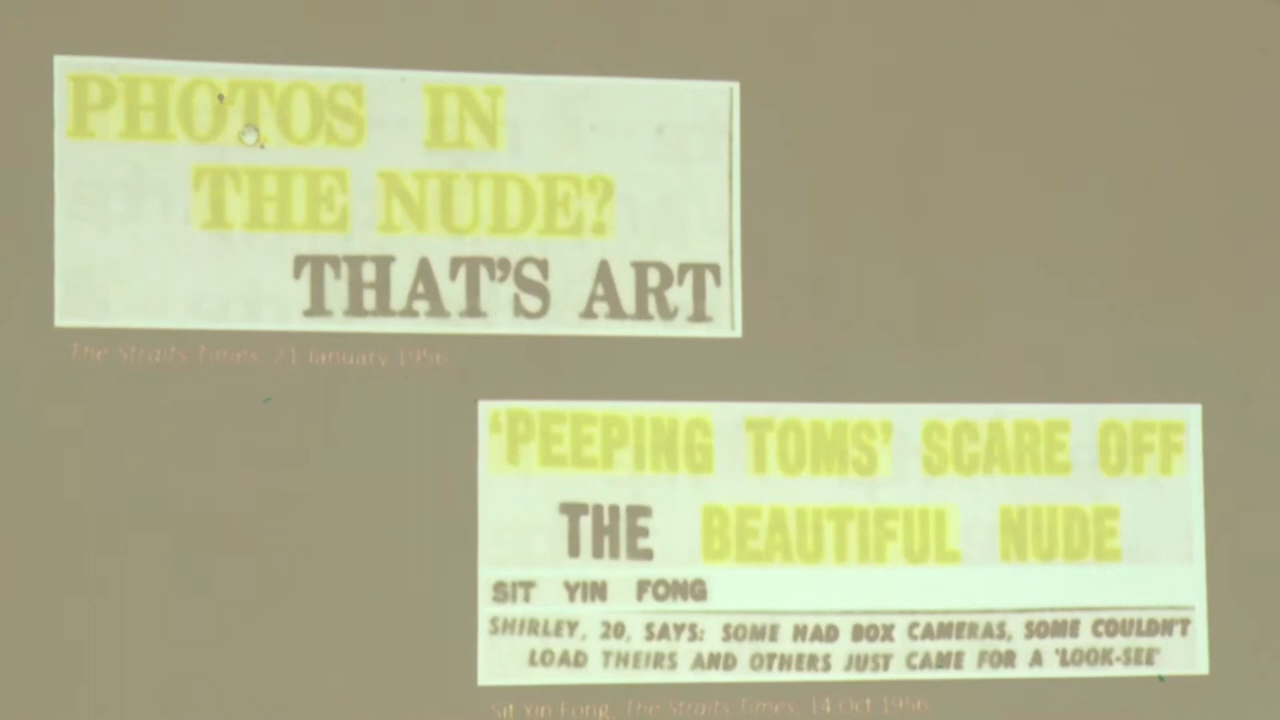 PHOTOS IN
THE NUDE?
THAT'S ART
The Straits Times, 21 January 1956
'PEEPING TOMS' SCARE OFF
THE BEAUTIFUL NUDE
SIT YIN FONG
SHIRLEY, 20, SAYS: SOME HAD BOX CAMERAS, SOME COULDN'T
LOAD THEIRS AND OTHERS JUST CAME FOR A 'LOOK-SEE'
Sit Yin Fong, The Straits Times, 14 Oct 1956